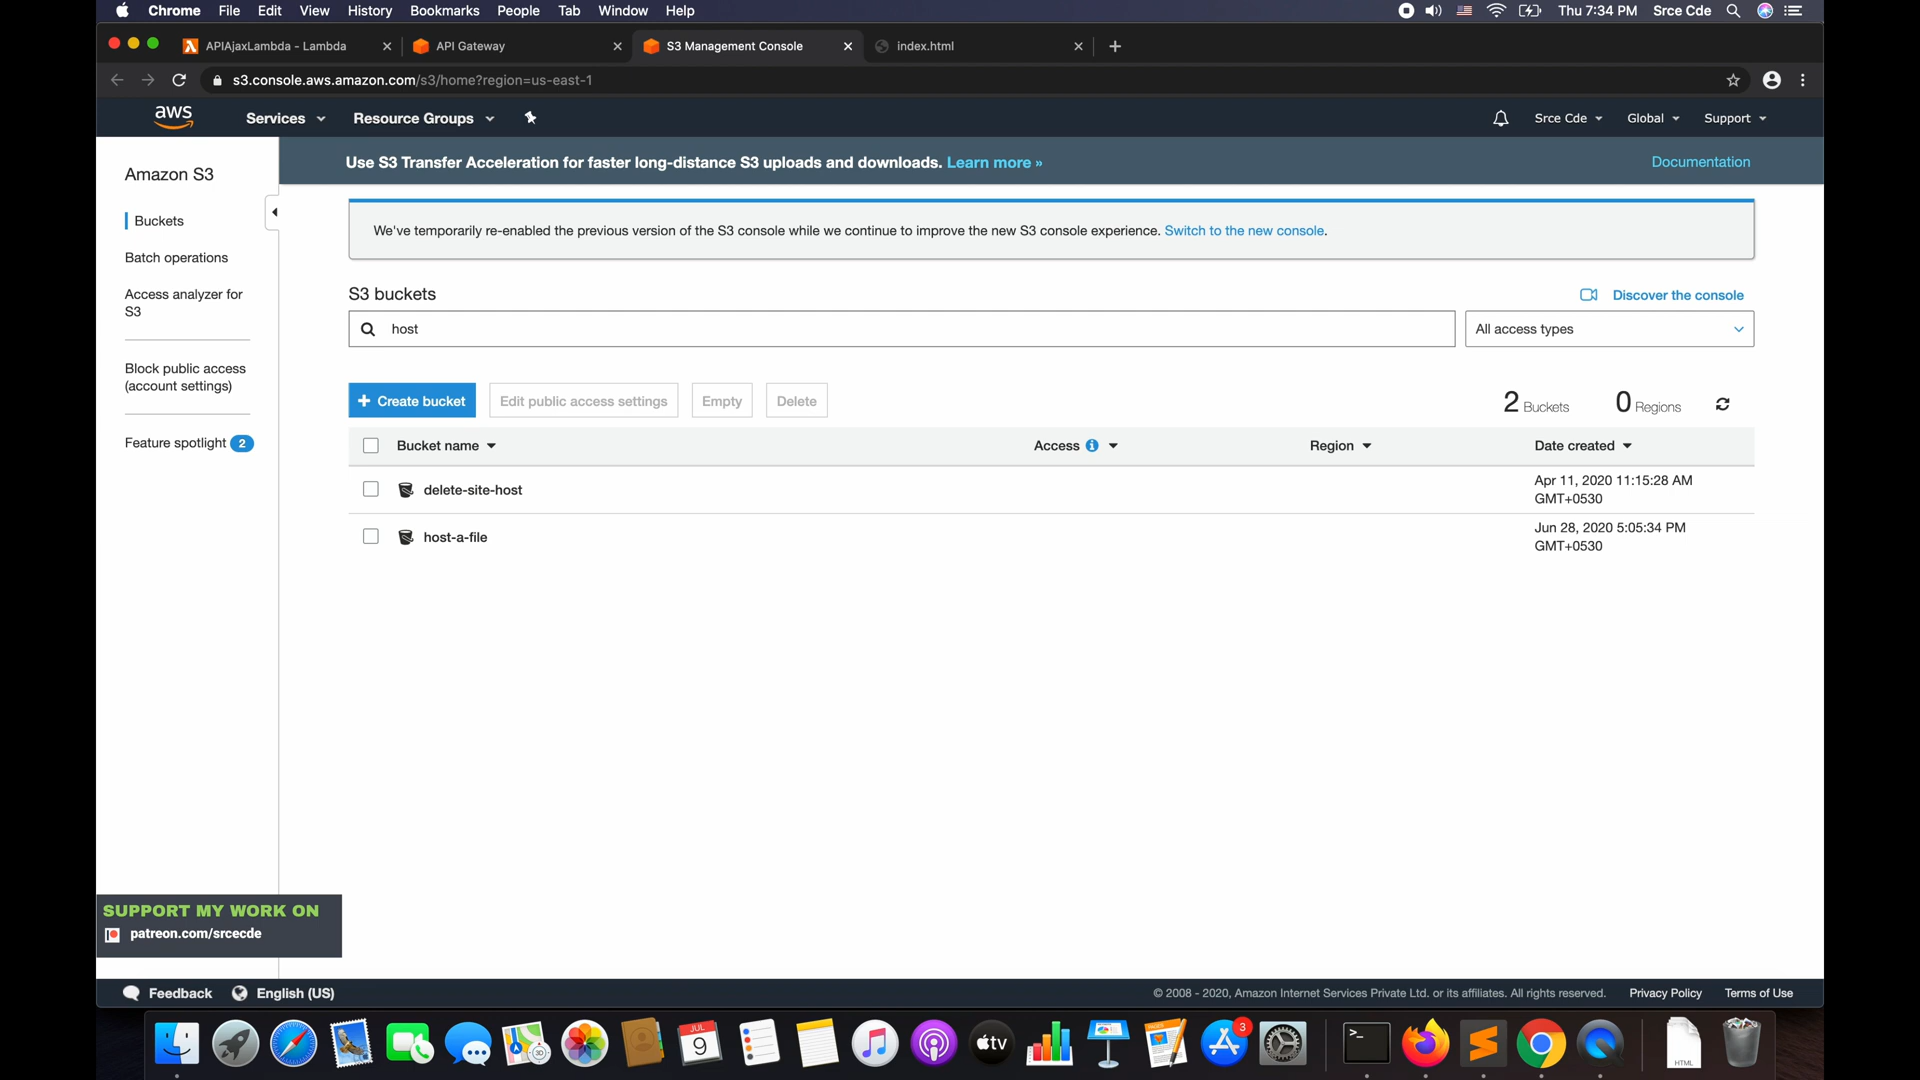 Chrome File Edit View History Bookmarks People Tab Window Help
Thu 7:34 PM Srce Cde
APIAjaxLambda - Lambda
API Gateway
S3 Management Console
index.html
s3.console.aws.amazon.com/s3/home?region=us-east-1
aws
Services
Resource Groups
Srce Cde
Global
Support
Amazon S3
Buckets
Batch operations
Access analyzer for
S3
Block public access
(account settings)
Feature spotlight 2
Use S3 Transfer Acceleration for faster long-distance S3 uploads and downloads. Learn more »
Documentation
We've temporarily re-enabled the previous version of the S3 console while we continue to improve the new S3 console experience. Switch to the new console.
S3 buckets
Discover the console
host
All access types
+ Create bucket
Edit public access settings
Empty
Delete
2 Buckets
0 Regions
Bucket name
Access
Region
Date created
delete-site-host
Apr 11, 2020 11:15:28 AM
GMT+0530
host-a-file
Jun 28, 2020 5:05:34 PM
GMT+0530
SUPPORT MY WORK ON
patreon.com/srcecde
Feedback
English (US)
© 2008 - 2020, Amazon Internet Services Private Ltd. or its affiliates. All rights reserved.
Privacy Policy
Terms of Use
3D
JUL
9
tv
3
>_
HTML